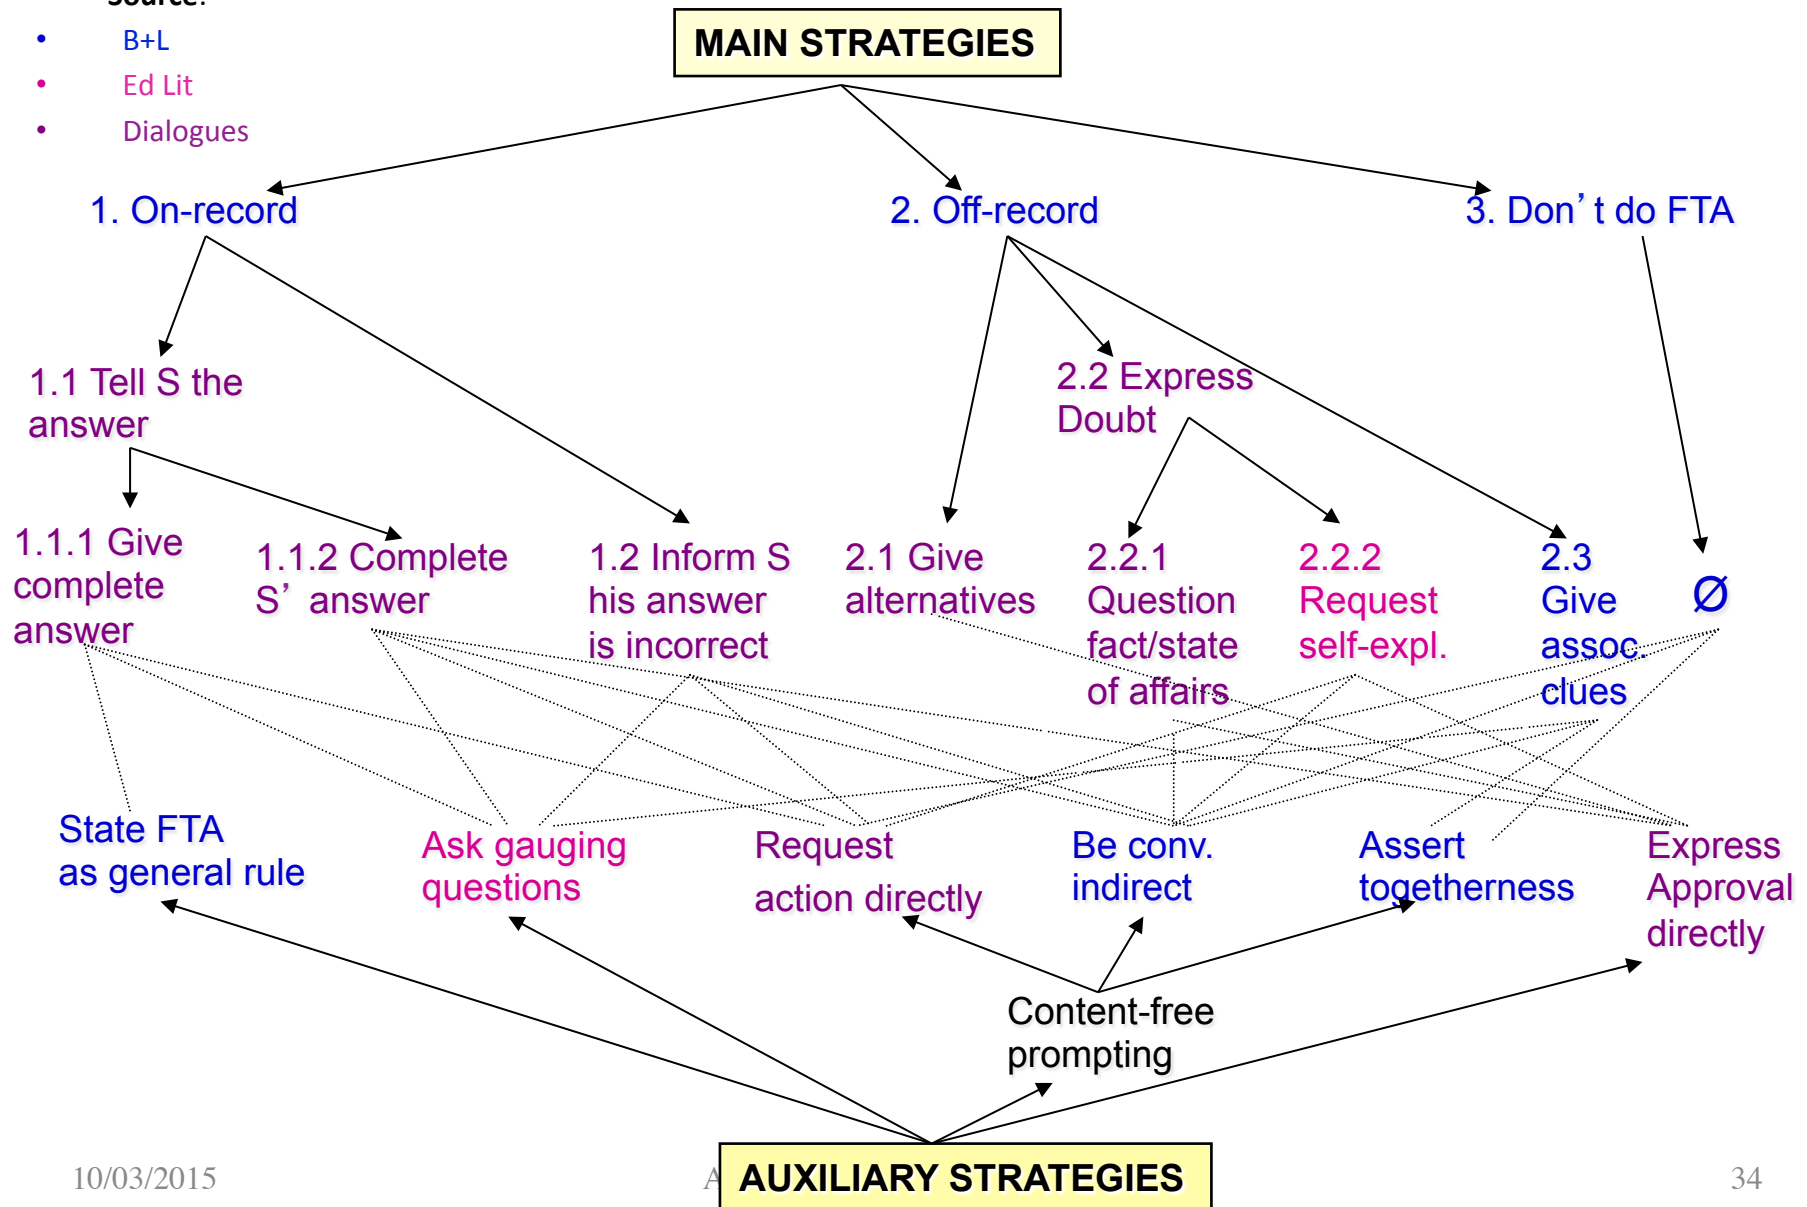 Source:
• B+L
• Ed Lit
• Dialogues
MAIN STRATEGIES
1. On-record
2. Off-record
3. Don’t do FTA
1.1 Tell S the
answer
2.2 Express
Doubt
1.1.1 Give
complete
answer
1.1.2 Complete
S’ answer
1.2 Inform S
his answer
is incorrect
2.1 Give
alternatives
2.2.1
Question
fact/state
of affairs
2.2.2
Request
self-expl.
2.3
Give
assoc.
clues
Ø
State FTA
as general rule
Ask gauging
questions
Request
action directly
Be conv.
indirect
Assert
togetherness
Express
Approval
directly
Content-free
prompting
AUXILIARY STRATEGIES
10/03/2015
34